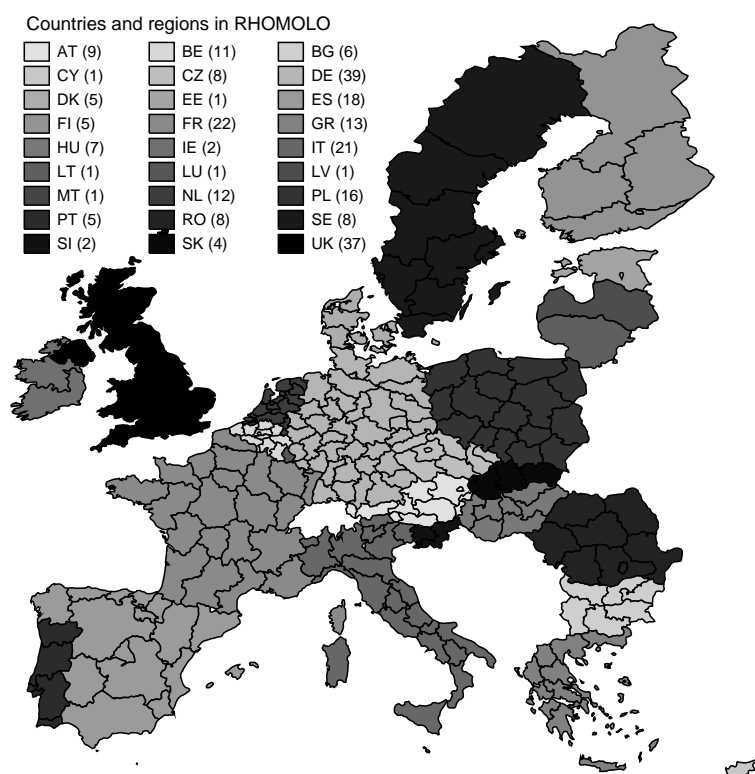 Countries and regions in RHOMOLO
AT (9) BE (11) BG (6)
CY (1) CZ (8) DE (39)
DK (5) EE (1) ES (18)
FI (5) FR (22) GR (13)
HU (7) IE (2) IT (21)
LT (1) LU (1) LV (1)
MT (1) NL (12) PL (16)
PT (5) RO (8) SE (8)
SI (2) SK (4) UK (37)